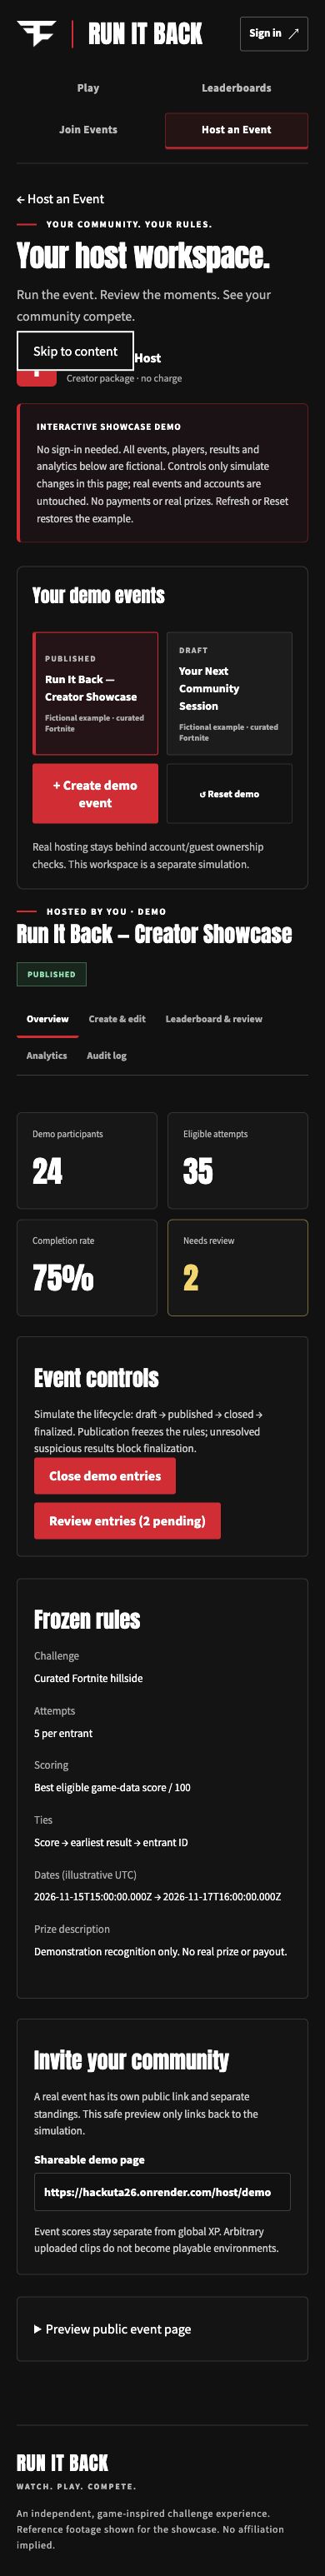 RUN IT BACK
Sign in ↗
Play
Leaderboards
Join Events
Host an Event
← Host an Event
YOUR COMMUNITY. YOUR RULES.
Your host workspace.
Run the event. Review the moments. See your
community compete.
Skip to content
Host
Creator package · no charge
INTERACTIVE SHOWCASE DEMO
No sign-in needed. All events, players, results and
analytics below are fictional. Controls only simulate
changes in this page; real events and accounts are
untouched. No payments or real prizes. Refresh or Reset
restores the example.
Your demo events
PUBLISHED
Run It Back —
Creator Showcase
Fictional example · curated
Fortnite
DRAFT
Your Next
Community
Session
Fictional example · curated
Fortnite
+ Create demo
event
↺ Reset demo
Real hosting stays behind account/guest ownership
checks. This workspace is a separate simulation.
HOSTED BY YOU · DEMO
Run It Back — Creator Showcase
PUBLISHED
Overview
Create & edit
Leaderboard & review
Analytics
Audit log
Demo participants
24
Eligible attempts
35
Completion rate
75%
Needs review
2
Event controls
Simulate the lifecycle: draft → published → closed →
finalized. Publication freezes the rules; unresolved
suspicious results block finalization.
Close demo entries
Review entries (2 pending)
Frozen rules
Challenge
Curated Fortnite hillside
Attempts
5 per entrant
Scoring
Best eligible game-data score / 100
Ties
Score → earliest result → entrant ID
Dates (illustrative UTC)
2026-11-15T15:00:00.000Z → 2026-11-17T16:00:00.000Z
Prize description
Demonstration recognition only. No real prize or payout.
Invite your community
A real event has its own public link and separate
standings. This safe preview only links back to the
simulation.
Shareable demo page
https://hackuta26.onrender.com/host/demo
Event scores stay separate from global XP. Arbitrary
uploaded clips do not become playable environments.
▶ Preview public event page
RUN IT BACK
WATCH. PLAY. COMPETE.
An independent, game-inspired challenge experience.
Reference footage shown for the showcase. No affiliation
implied.